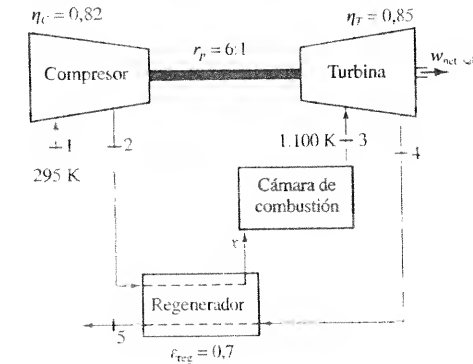 η_C = 0,82
η_T = 0,85
r_p = 6:1
Compresor
Turbina
w_net sal
1
2
1.100 K
3
4
295 K
Cámara de
combustión
x
Regenerador
5
ε_reg = 0,7